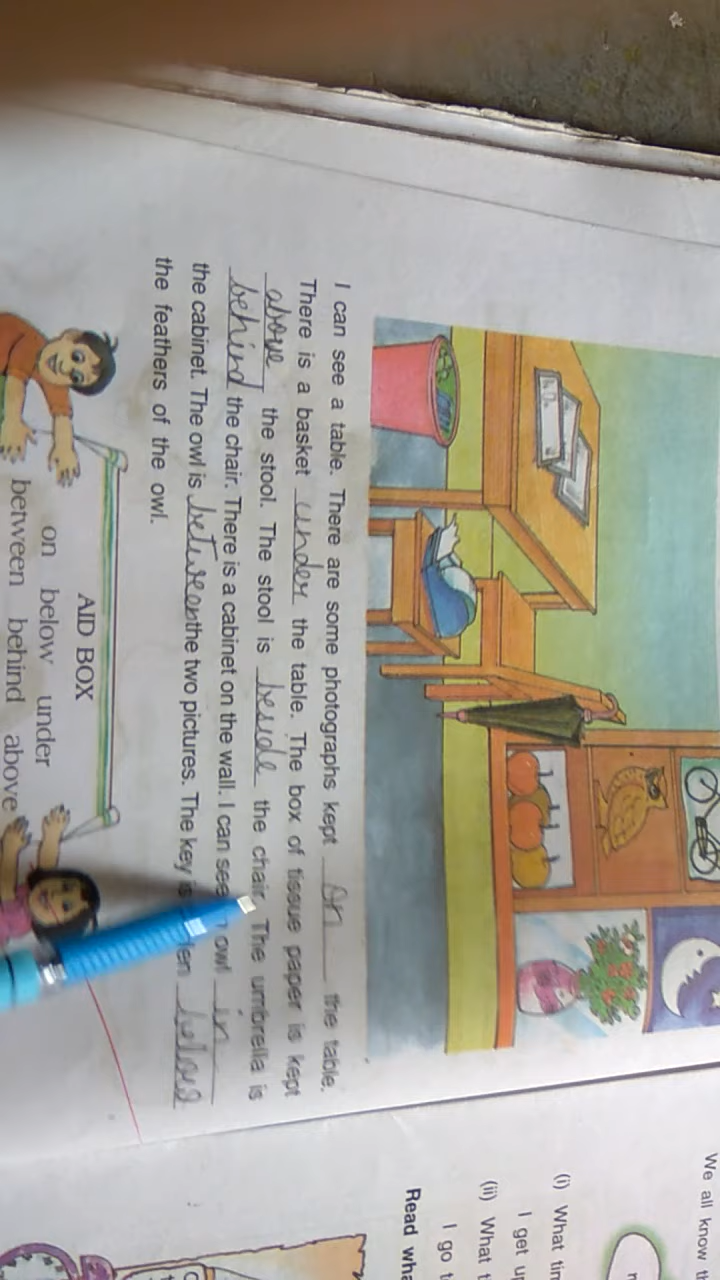 I can see a table. There are some photographs kept on the table.
There is a basket under the table. The box of tissue paper is kept
above the stool. The stool is beside the chair. The umbrella is
behind the chair. There is a cabinet on the wall. I can see owl in
the cabinet. The owl is between the two pictures. The key is below
the feathers of the owl.
AID BOX
on below under
between behind above
We all know
(i) What
I get
(ii) What
I go
Read